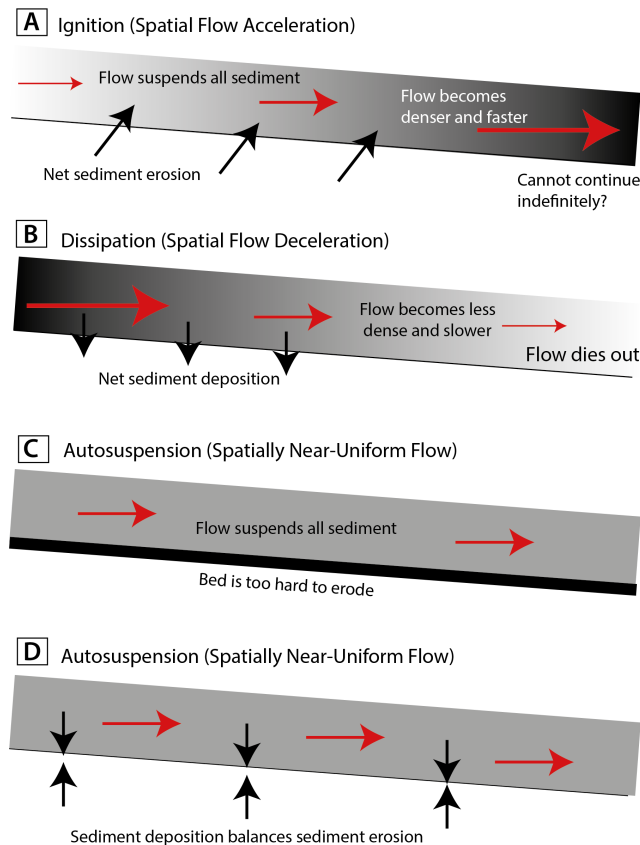 A Ignition (Spatial Flow Acceleration)
Flow suspends all sediment
Flow becomes
denser and faster
Net sediment erosion
Cannot continue
indefinitely?
B Dissipation (Spatial Flow Deceleration)
Flow becomes less
dense and slower
Flow dies out
Net sediment deposition
C Autosuspension (Spatially Near-Uniform Flow)
Flow suspends all sediment
Bed is too hard to erode
D Autosuspension (Spatially Near-Uniform Flow)
Sediment deposition balances sediment erosion